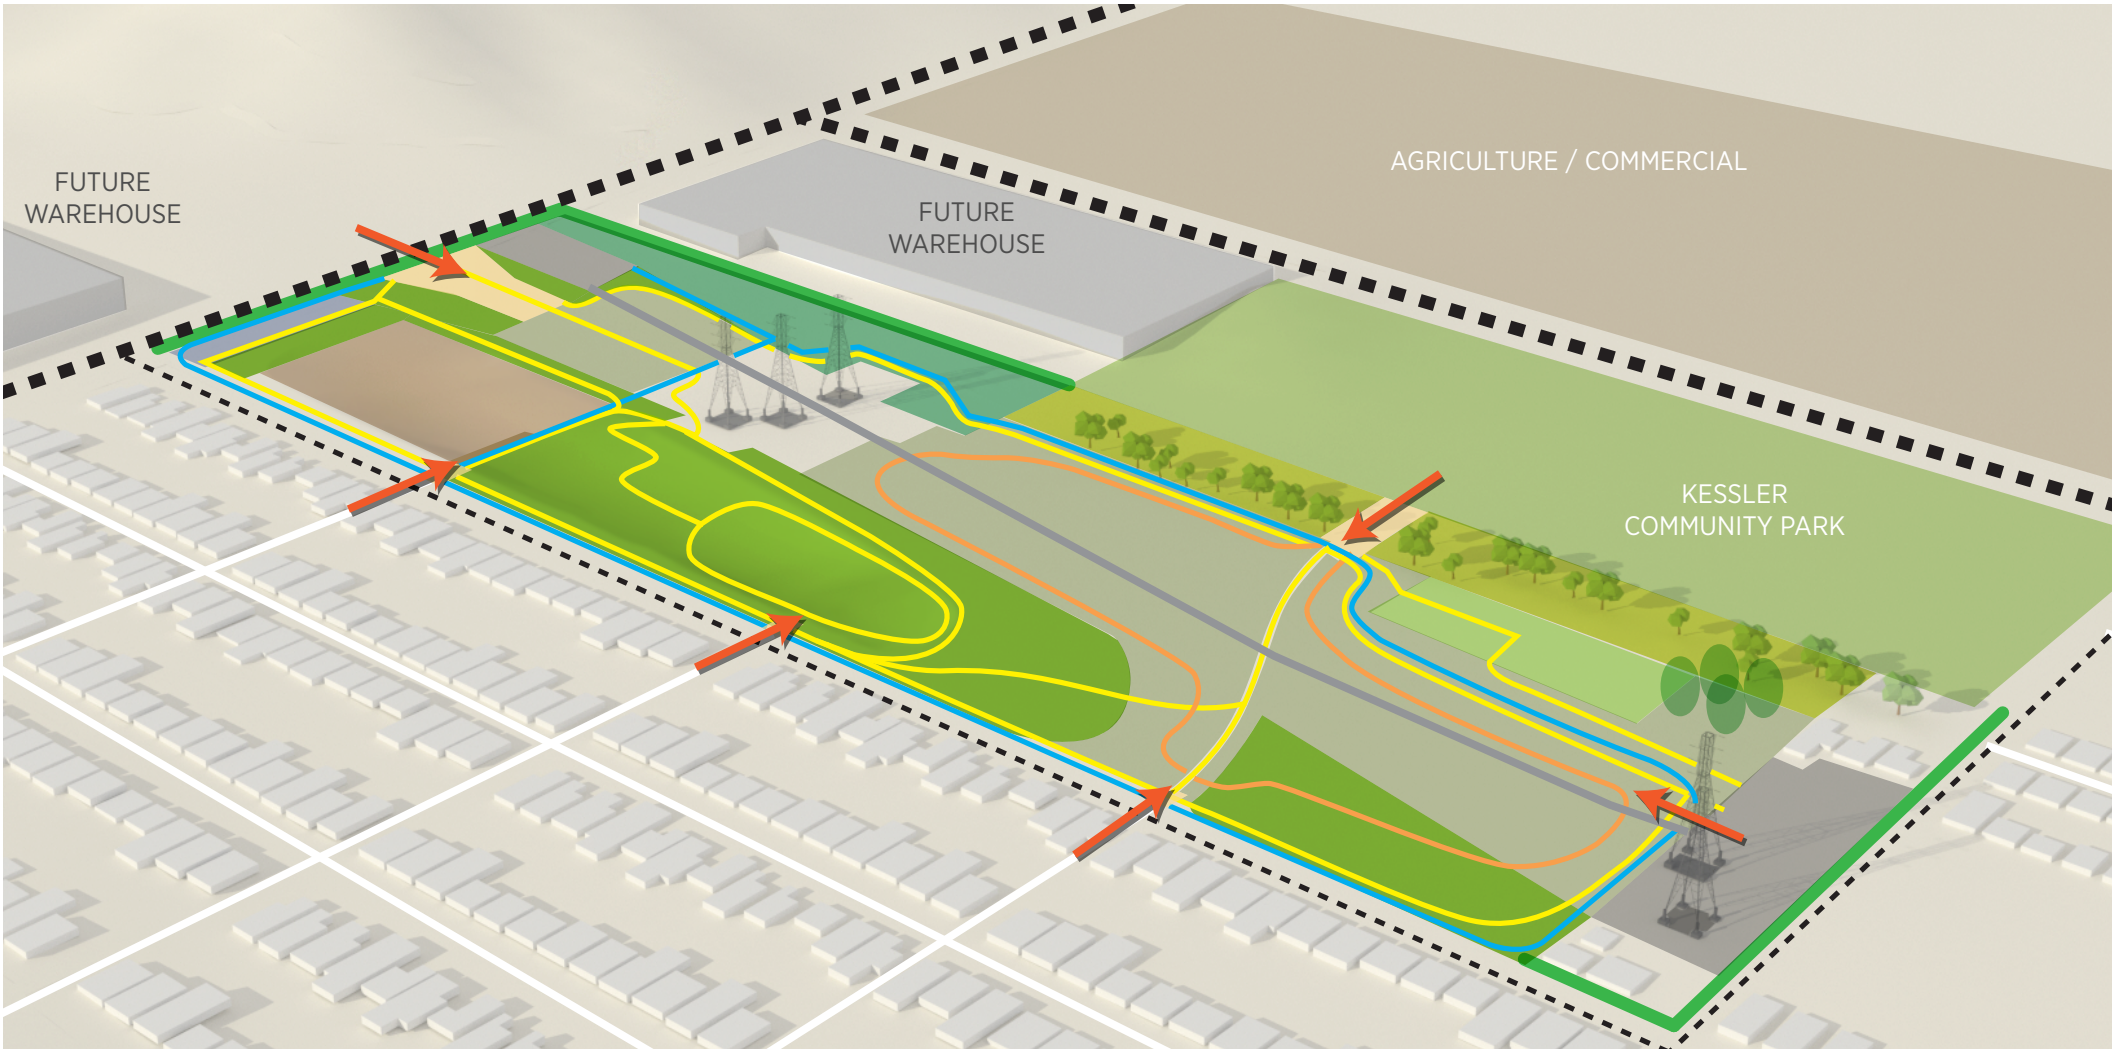 FUTURE
WAREHOUSE
FUTURE
WAREHOUSE
AGRICULTURE / COMMERCIAL
KESSLER
COMMUNITY PARK